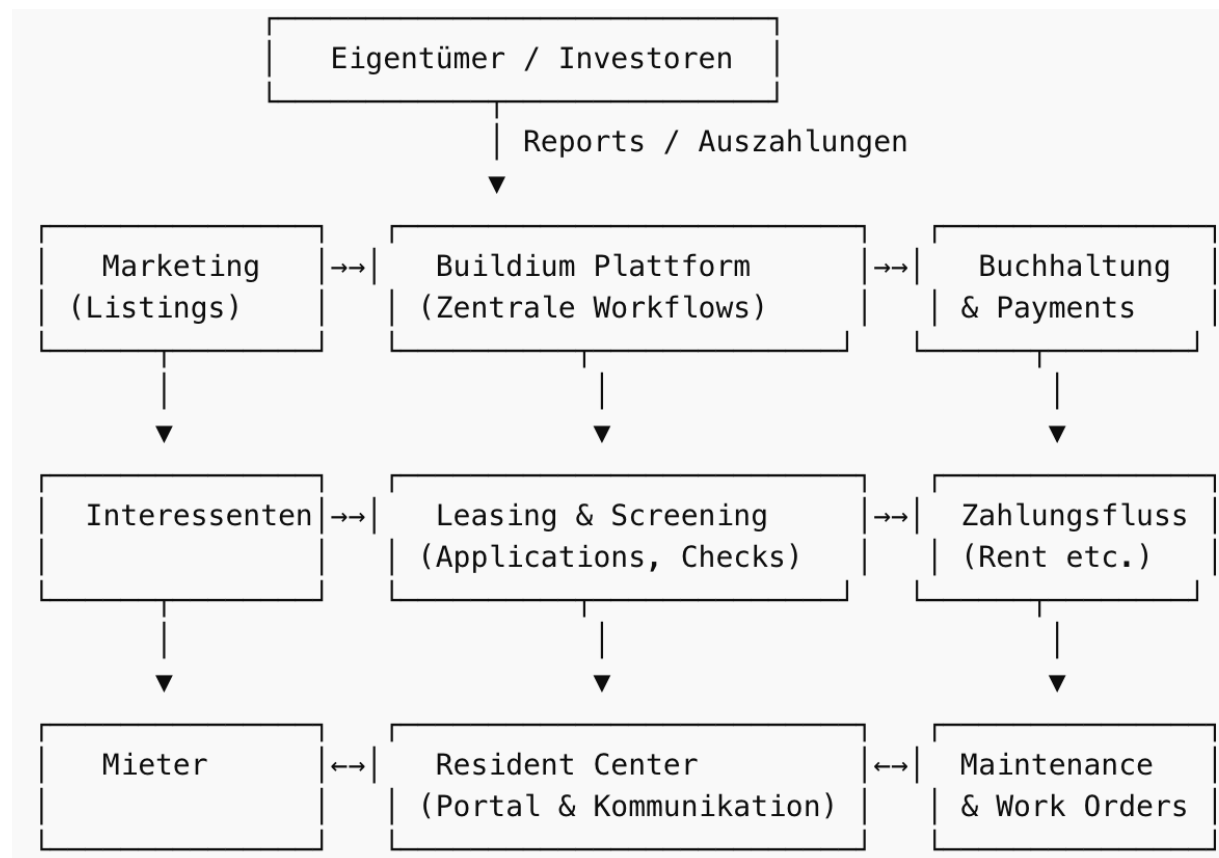 Eigentümer / Investoren
Reports / Auszahlungen
Marketing →→ Buildium Plattform →→ Buchhaltung
(Listings) (Zentrale Workflows) & Payments
Interessenten →→ Leasing & Screening →→ Zahlungsfluss
(Applications, Checks) (Rent etc.)
Mieter ←→ Resident Center ←→ Maintenance
(Portal & Kommunikation) & Work Orders